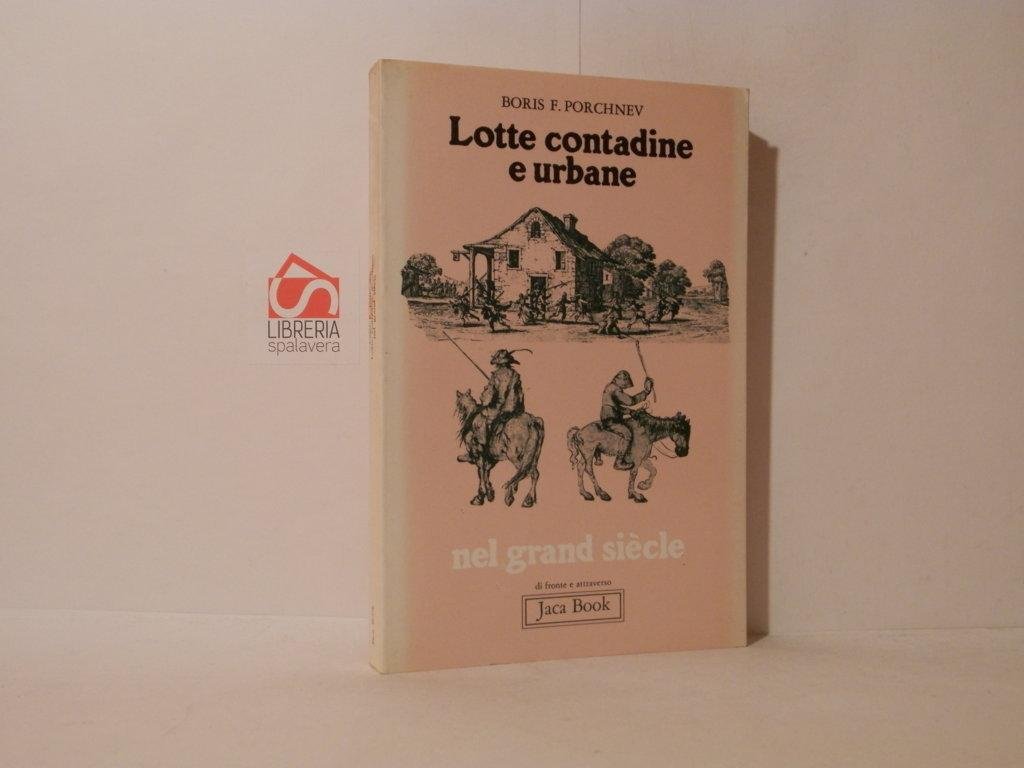 BORIS F. PORCHNEV
Lotte contadine
e urbane
nel grand siècle
di fronte e attraverso
Jaca Book
LIBRERIA
spalavera